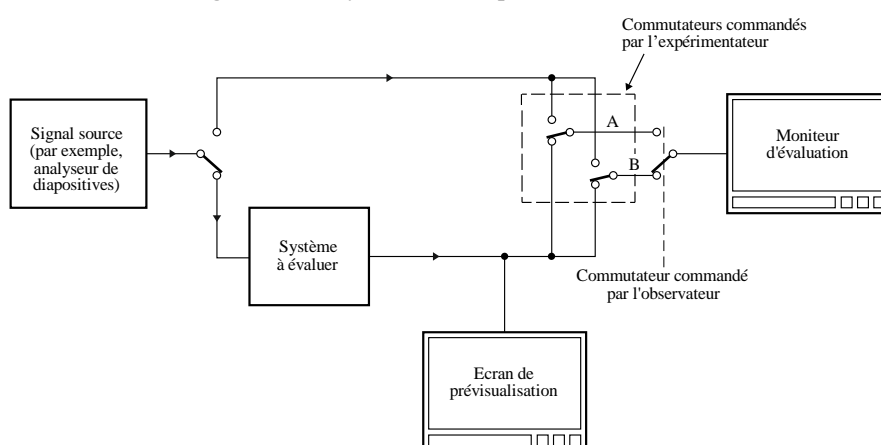 Commutateurs commandés
par l’expérimentateur
Signal source
(par exemple,
analyseur de
diapositives)
A
B
Moniteur
d'évaluation
Système
à évaluer
Commutateur commandé
par l'observateur
Ecran de
prévisualisation